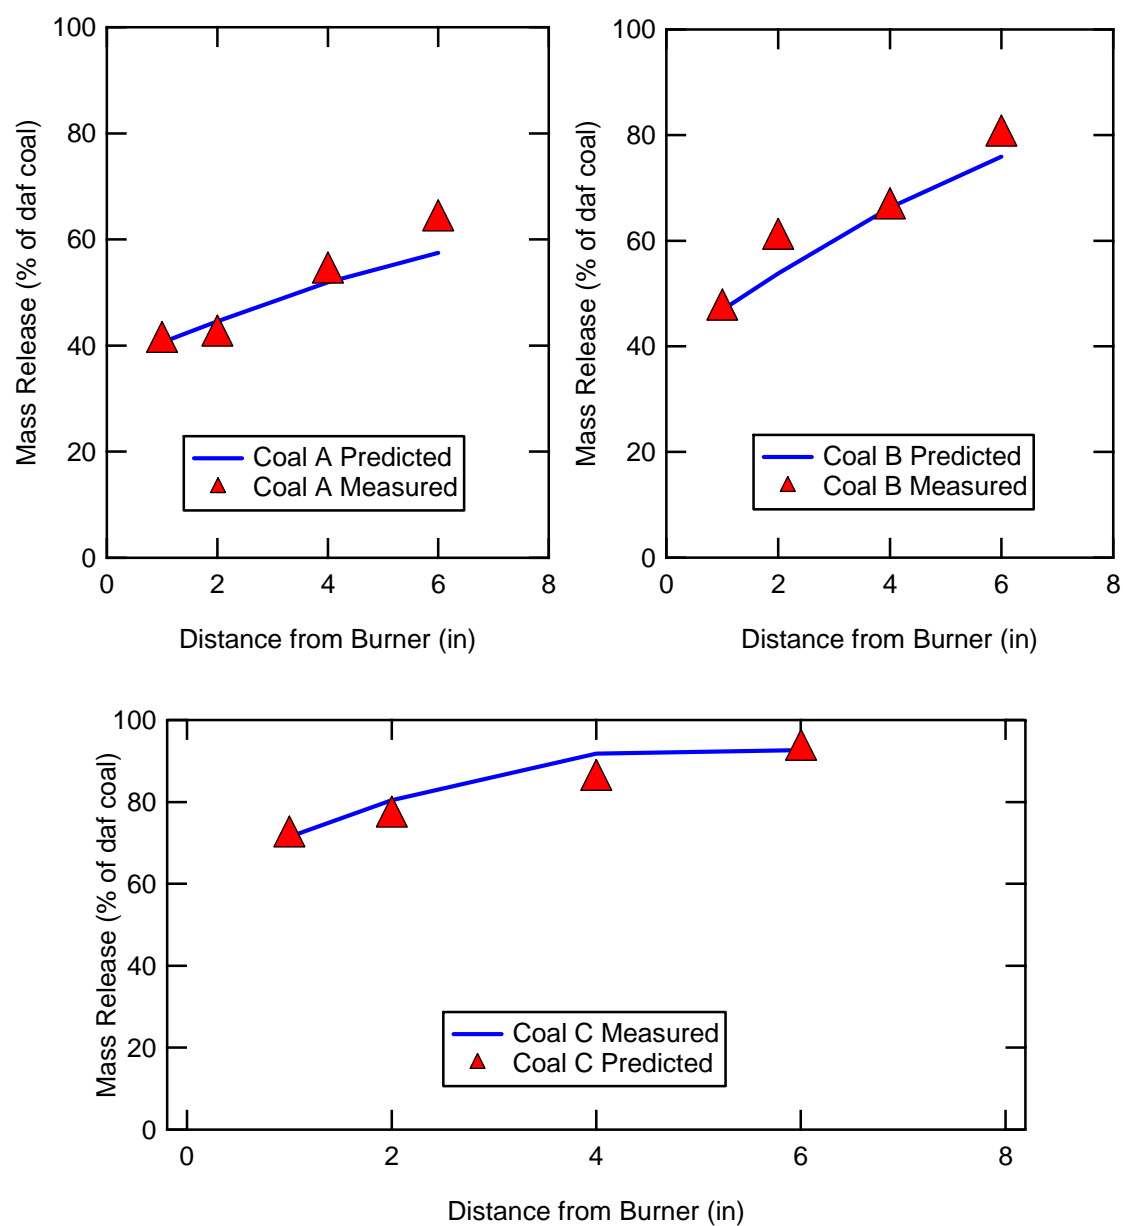 100
80
60
40
20
0
Mass Release (% of daf coal)
Coal A Predicted
Coal A Measured
0 2 4 6 8
Distance from Burner (in)
100
80
60
40
20
0
Mass Release (% of daf coal)
Coal B Predicted
Coal B Measured
0 2 4 6 8
Distance from Burner (in)
100
80
60
40
20
0
Mass Release (% of daf coal)
Coal C Measured
Coal C Predicted
0 2 4 6 8
Distance from Burner (in)